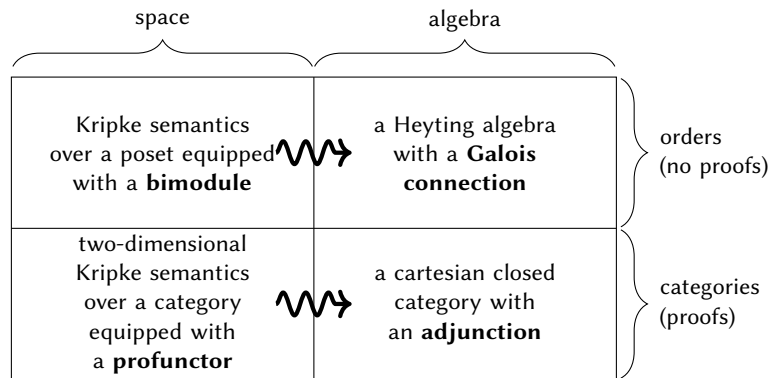 space
algebra
Kripke semantics
over a poset equipped
with a bimodule
a Heyting algebra
with a Galois
connection
orders
(no proofs)
two-dimensional
Kripke semantics
over a category
equipped with
a profunctor
a cartesian closed
category with
an adjunction
categories
(proofs)